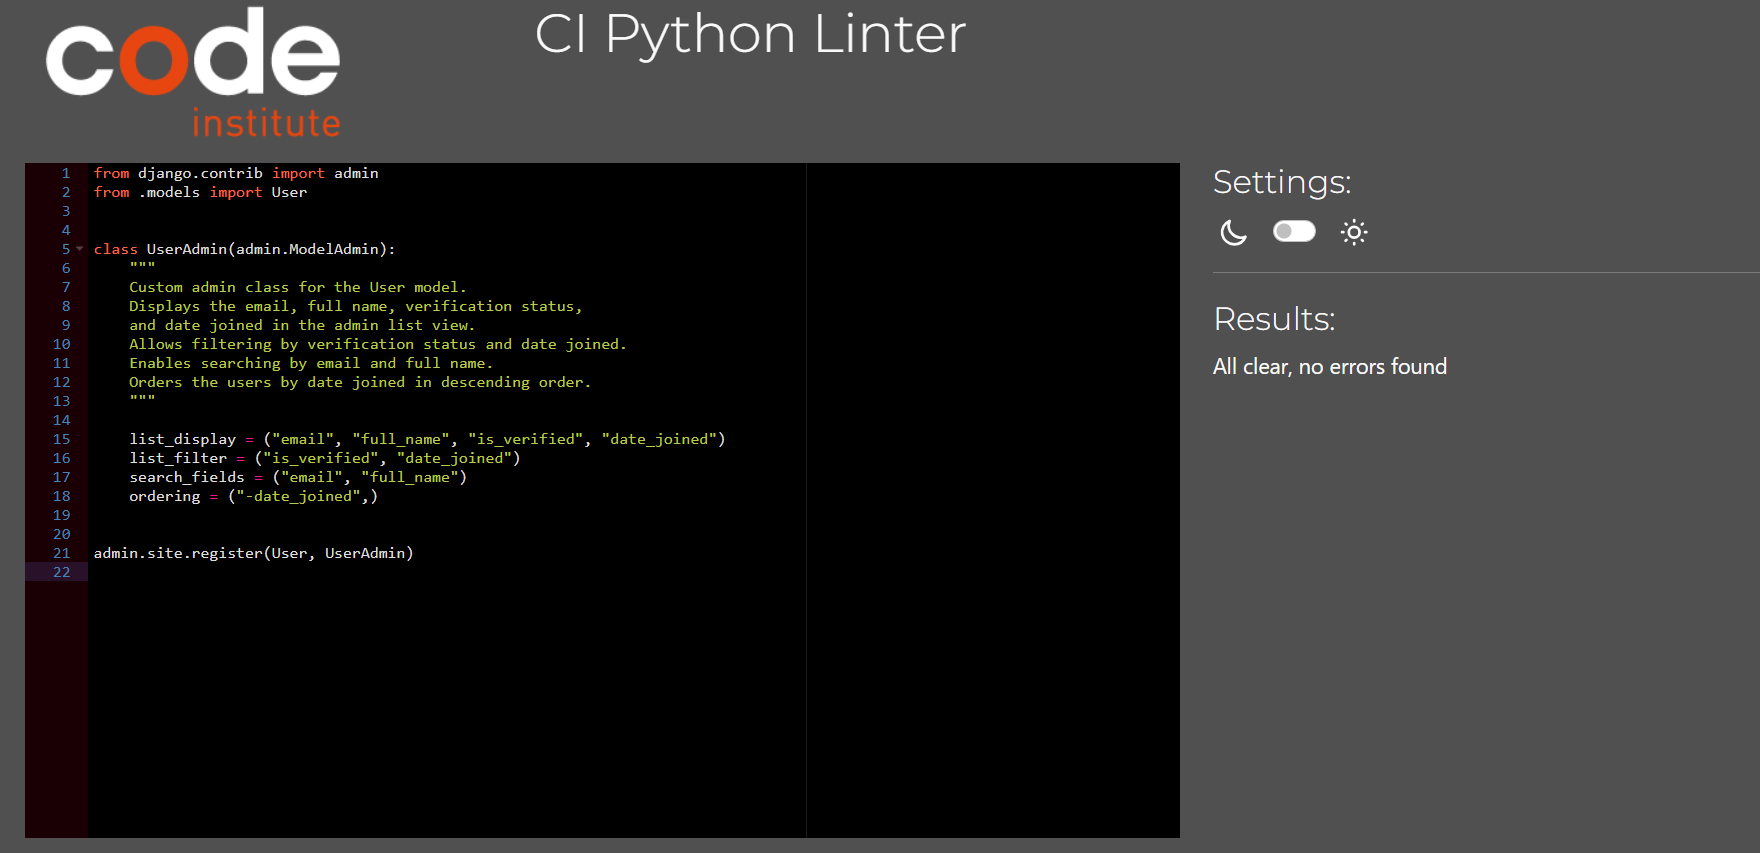 code
institute
CI Python Linter
1 from django.contrib import admin
2 from .models import User
3
4
5 class UserAdmin(admin.ModelAdmin):
6     """
7     Custom admin class for the User model.
8     Displays the email, full name, verification status,
9     and date joined in the admin list view.
10     Allows filtering by verification status and date joined.
11     Enables searching by email and full name.
12     Orders the users by date joined in descending order.
13     """
14
15     list_display = ("email", "full_name", "is_verified", "date_joined")
16     list_filter = ("is_verified", "date_joined")
17     search_fields = ("email", "full_name")
18     ordering = ("-date_joined",)
19
20
21 admin.site.register(User, UserAdmin)
22
Settings:
Results:
All clear, no errors found